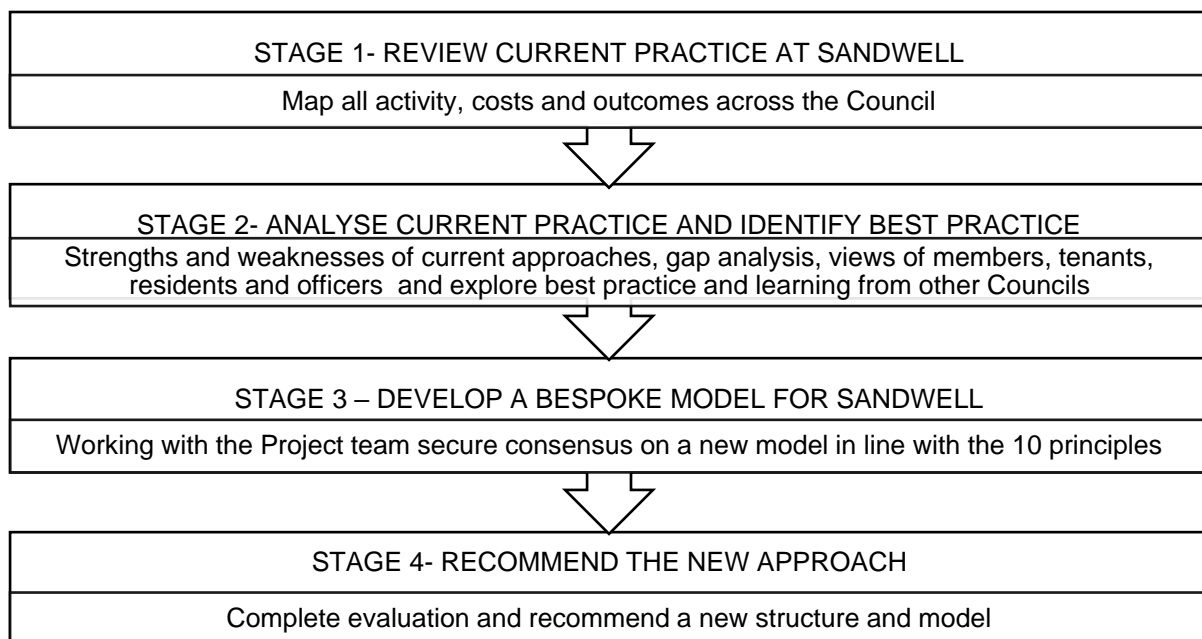 STAGE 1- REVIEW CURRENT PRACTICE AT SANDWELL
Map all activity, costs and outcomes across the Council
STAGE 2- ANALYSE CURRENT PRACTICE AND IDENTIFY BEST PRACTICE
Strengths and weaknesses of current approaches, gap analysis, views of members, tenants,
residents and officers  and explore best practice and learning from other Councils
STAGE 3 – DEVELOP A BESPOKE MODEL FOR SANDWELL
Working with the Project team secure consensus on a new model in line with the 10 principles
STAGE 4- RECOMMEND THE NEW APPROACH
Complete evaluation and recommend a new structure and model